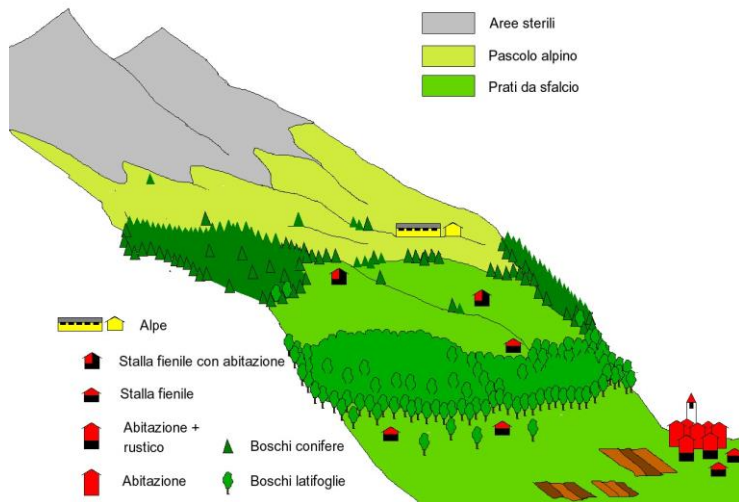 Aree sterili
Pascolo alpino
Prati da sfalcio
Alpe
Stalla fienile con abitazione
Stalla fienile
Abitazione +
rustico
Boschi conifere
Abitazione
Boschi latifoglie